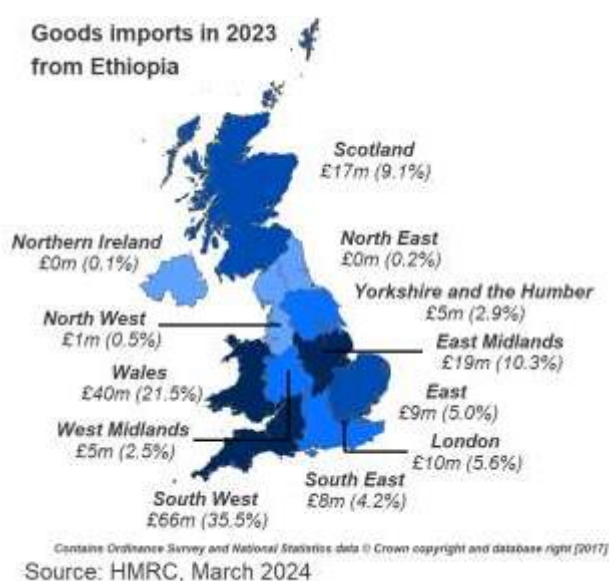 Goods imports in 2023
from Ethiopia
Scotland
£17m (9.1%)
Northern Ireland
£0m (0.1%)
North East
£0m (0.2%)
Yorkshire and the Humber
£5m (2.9%)
North West
£1m (0.5%)
East Midlands
£19m (10.3%)
Wales
£40m (21.5%)
East
£9m (5.0%)
West Midlands
£5m (2.5%)
London
£10m (5.6%)
South East
£8m (4.2%)
South West
£66m (35.5%)
Contains Ordinance Survey and National Statistics data © Crown copyright and database right [2017]
Source: HMRC, March 2024